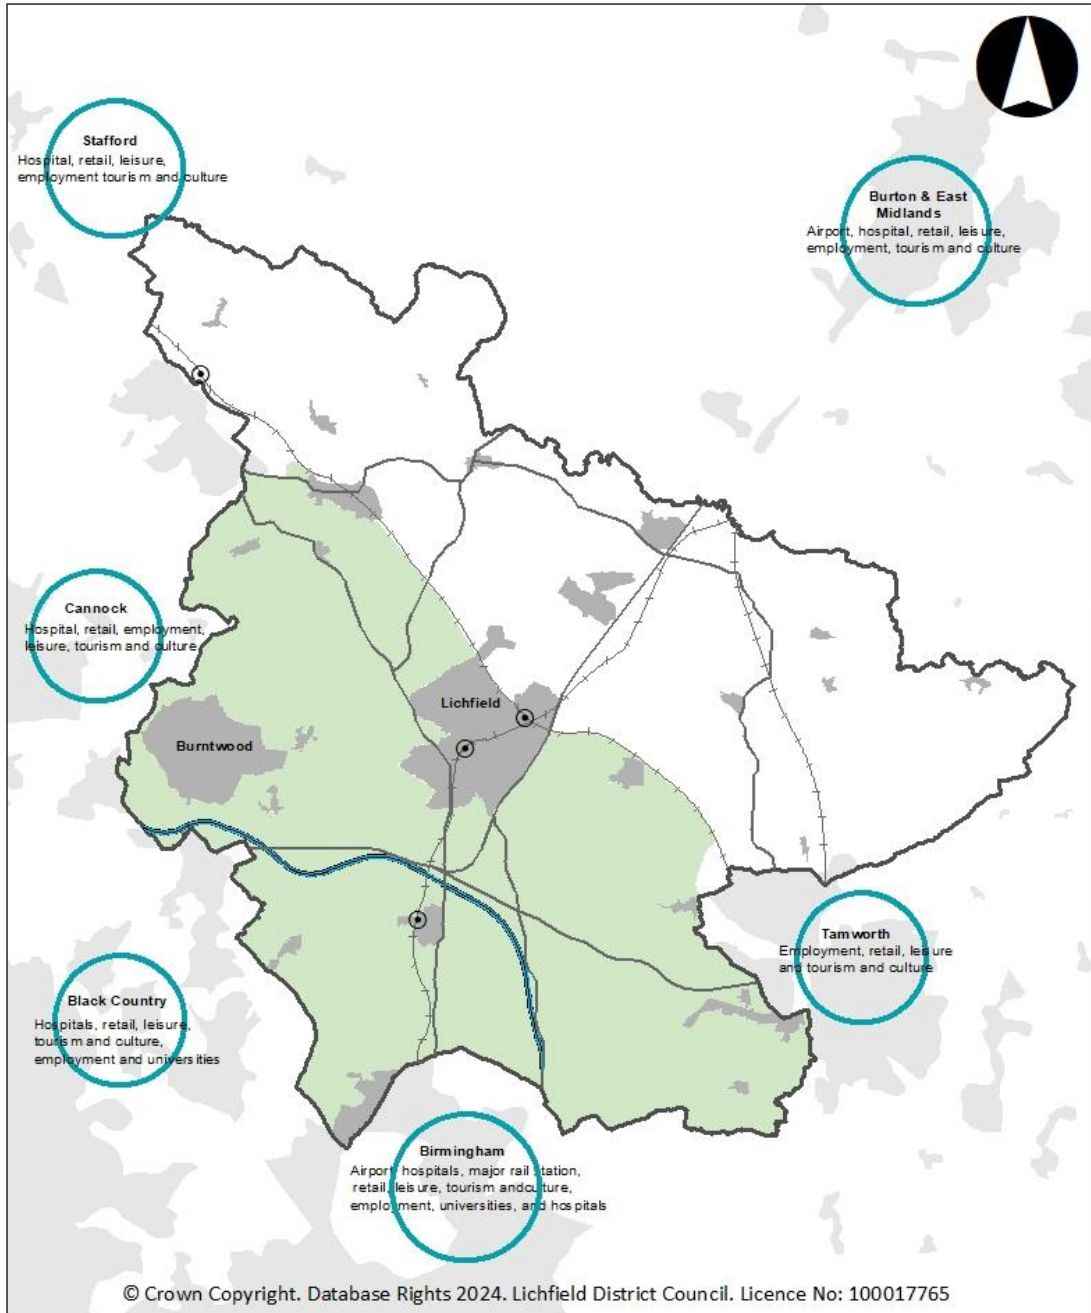 Stafford
Hospital, retail, leisure,
employment tourism and culture
Burton & East
Midlands
Airport, hospital, retail, leisure,
employment, tourism and culture
Cannock
Hospital, retail, employment,
leisure, tourism and culture
Lichfield
Burntwood
Tamworth
Employment, retail, leisure
and tourism and culture
Black Country
Hospitals, retail, leisure,
tourism and culture,
employment and universities
Birmingham
Airport, hospitals, major rail station,
retail, leisure, tourism andculture,
employment, universities, and hospitals
© Crown Copyright. Database Rights 2024. Lichfield District Council. Licence No: 100017765